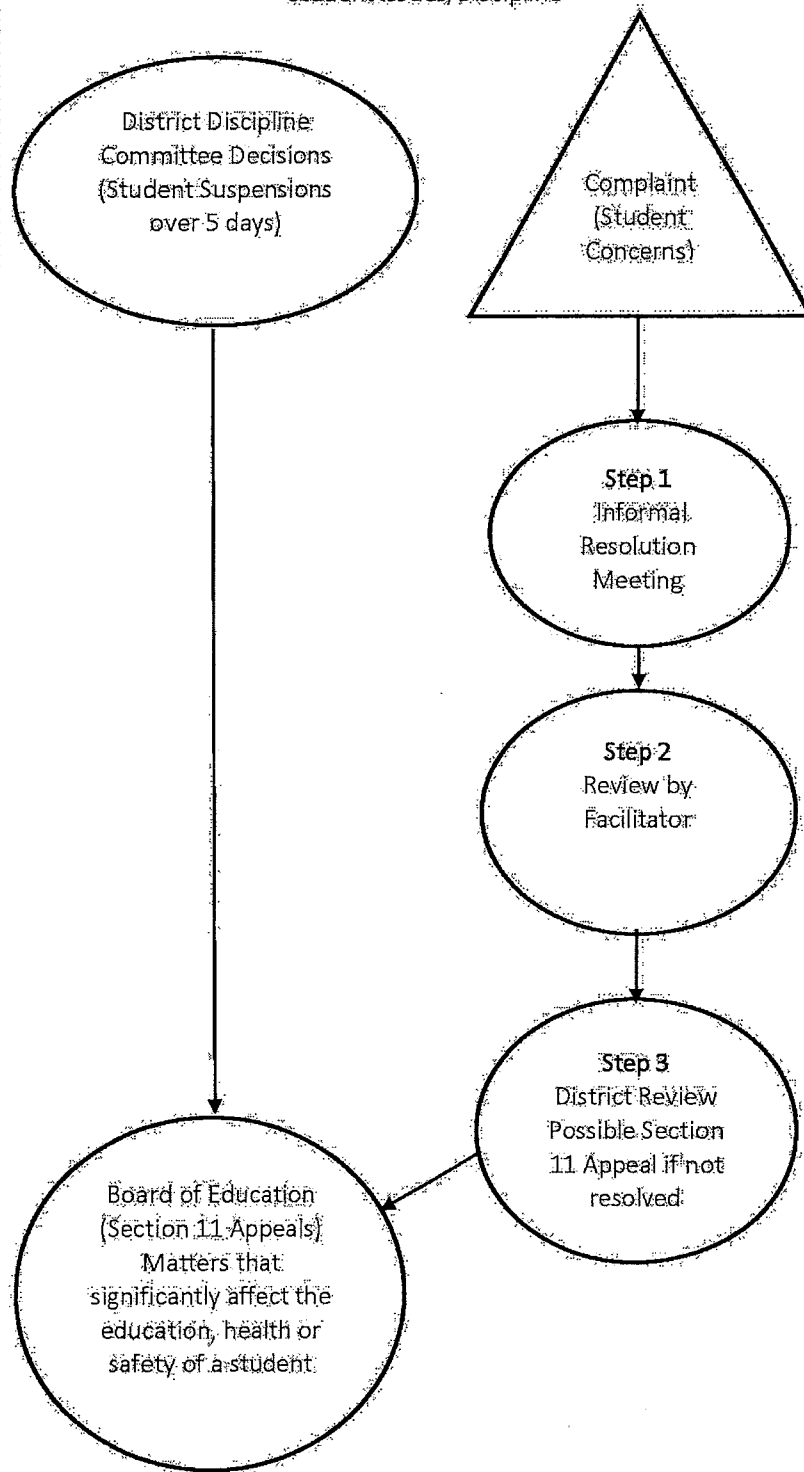 District Discipline
Committee Decisions
(Student Suspensions
over 5 days)
Complaint
(Student
Concerns)
Step 1
Informal
Resolution
Meeting
Step 2
Review by
Facilitator
Step 3
District Review
Possible Section
11 Appeal if not
resolved
Board of Education
(Section 11 Appeals)
Matters that
significantly affect the
education, health or
safety of a student